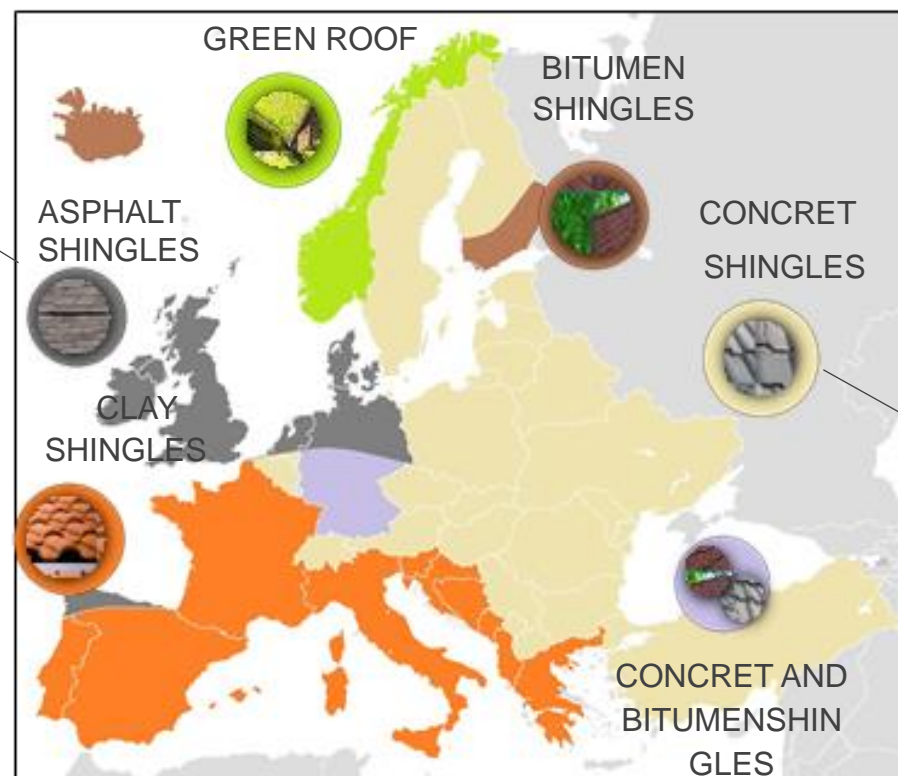 GREEN ROOF
BITUMEN
SHINGLES
ASPHALT
SHINGLES
CONCRET
SHINGLES
CLAY
SHINGLES
CONCRET AND
BITUMENSHIN
GLES